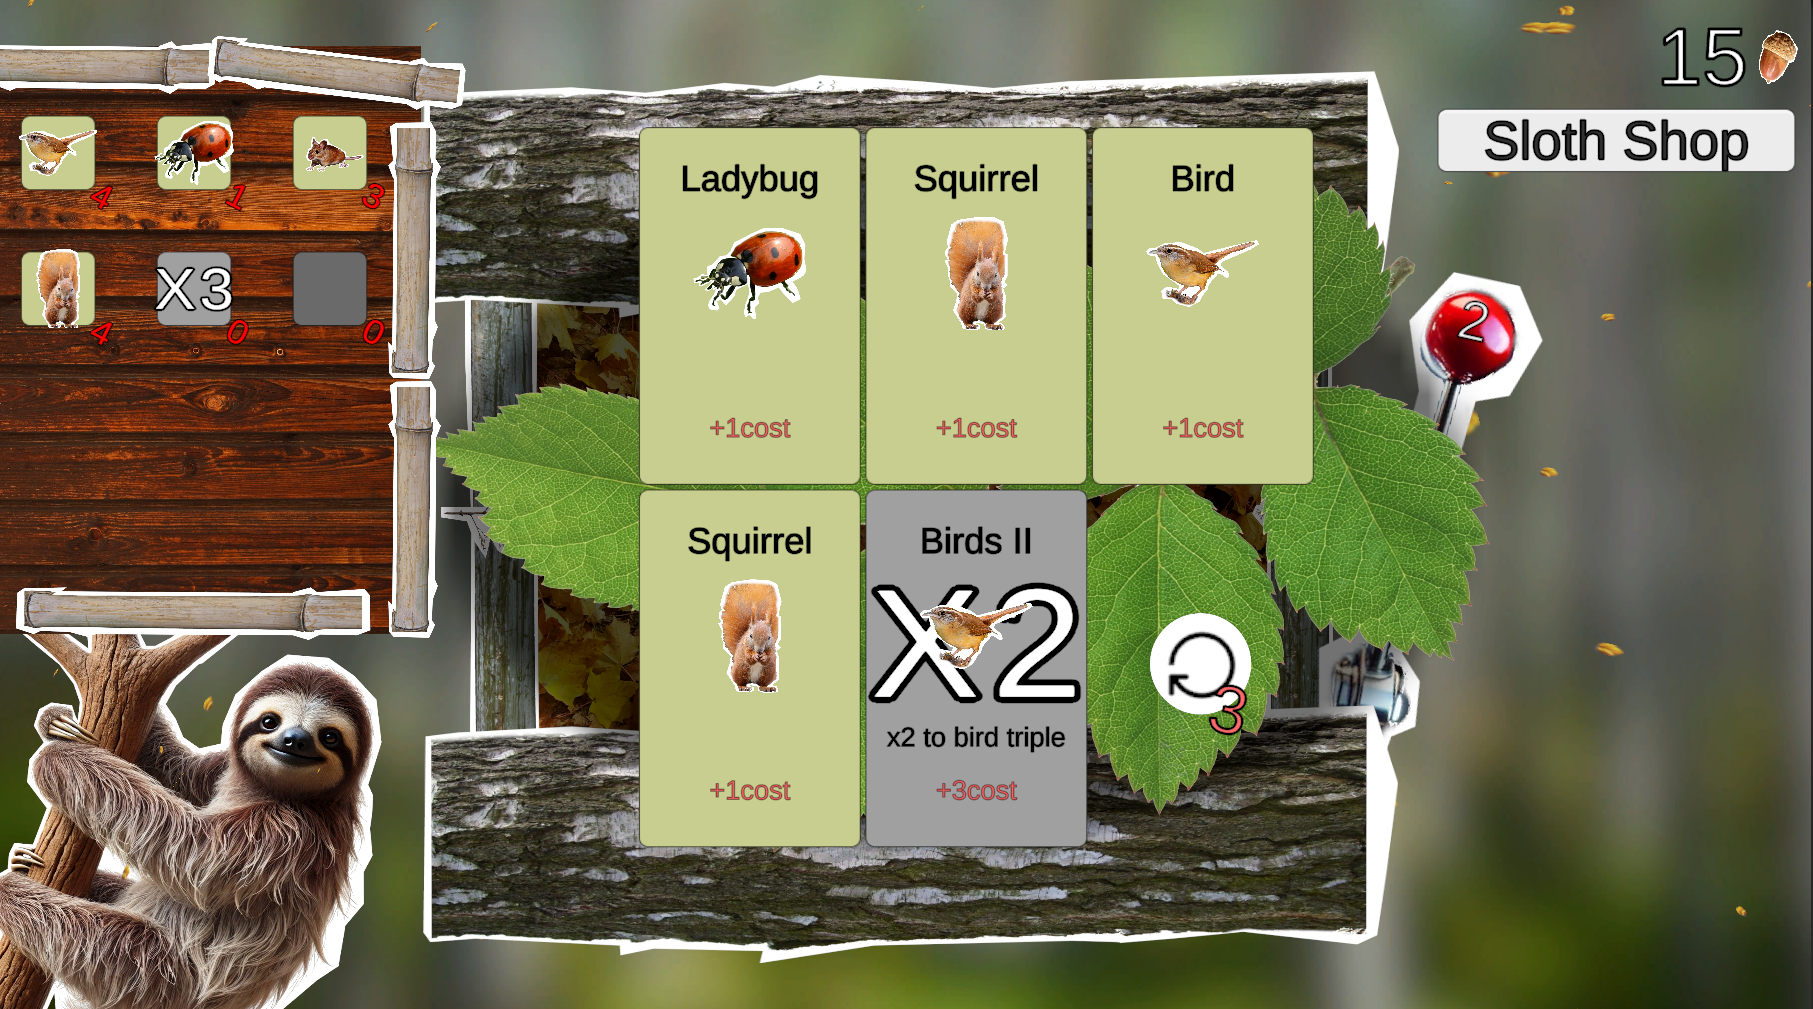 15
Sloth Shop
4
1
3
4
X3
0
0
Ladybug
+1cost
Squirrel
+1cost
Bird
+1cost
2
Squirrel
+1cost
Birds II
X2
x2 to bird triple
+3cost
3